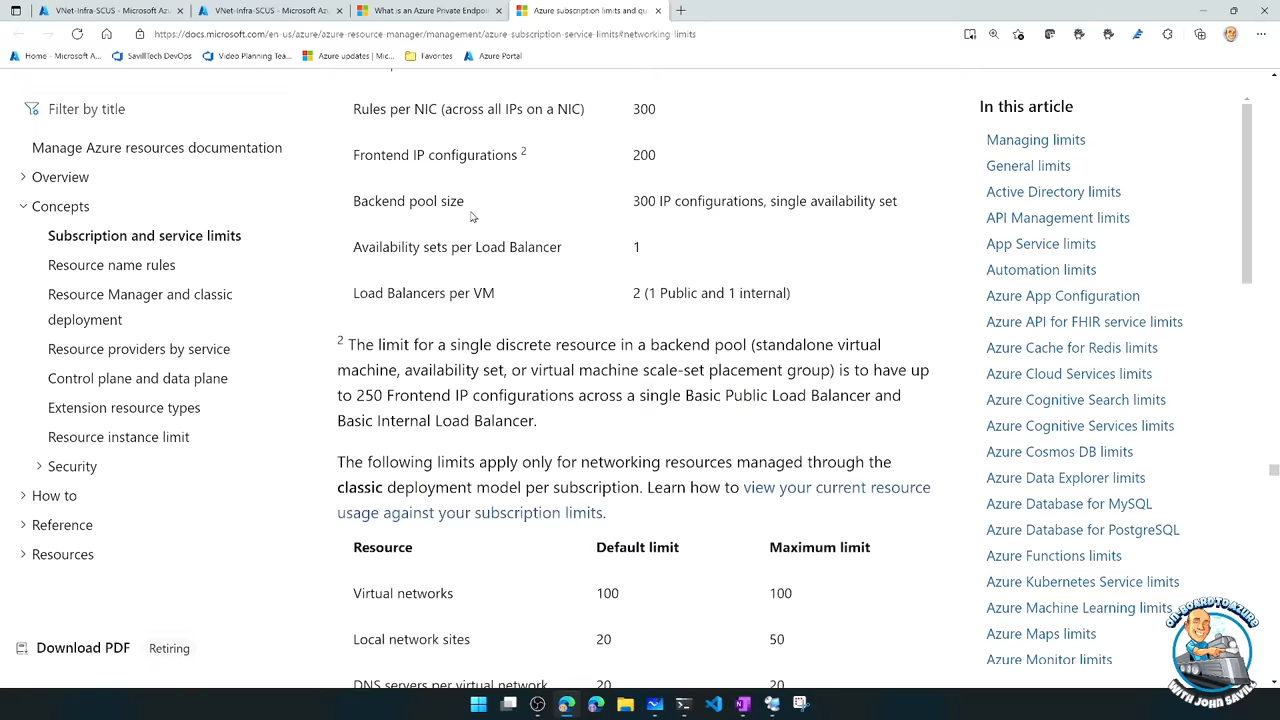 VNet-Infra-SCUS - Microsoft Az
VNet-Infra-SCUS - Microsoft Az
What is an Azure Private Endpoi
Azure subscription limits and qu
https://docs.microsoft.com/en-us/azure/azure-resource-manager/management/azure-subscription-service-limits#networking-limits
Home - Microsoft A...
SavillTech DevOps
Video Planning Tea...
Azure updates | Mic...
Favorites
Azure Portal
Filter by title
Manage Azure resources documentation
Overview
Concepts
Subscription and service limits
Resource name rules
Resource Manager and classic
deployment
Resource providers by service
Control plane and data plane
Extension resource types
Resource instance limit
Security
How to
Reference
Resources
Download PDF
Retiring
Rules per NIC (across all IPs on a NIC) 300
Frontend IP configurations 2 200
Backend pool size 300 IP configurations, single availability set
Availability sets per Load Balancer 1
Load Balancers per VM 2 (1 Public and 1 internal)
2 The limit for a single discrete resource in a backend pool (standalone virtual
machine, availability set, or virtual machine scale-set placement group) is to have up
to 250 Frontend IP configurations across a single Basic Public Load Balancer and
Basic Internal Load Balancer.
The following limits apply only for networking resources managed through the
classic deployment model per subscription. Learn how to view your current resource
usage against your subscription limits.
Resource Default limit Maximum limit
Virtual networks 100 100
Local network sites 20 50
DNS servers per virtual network 20 20
In this article
Managing limits
General limits
Active Directory limits
API Management limits
App Service limits
Automation limits
Azure App Configuration
Azure API for FHIR service limits
Azure Cache for Redis limits
Azure Cloud Services limits
Azure Cognitive Search limits
Azure Cognitive Services limits
Azure Cosmos DB limits
Azure Data Explorer limits
Azure Database for MySQL
Azure Database for PostgreSQL
Azure Functions limits
Azure Kubernetes Service limits
Azure Machine Learning limits
Azure Maps limits
Azure Monitor limits
ON-BOARD TO AZURE
WITH JOHN SAVILL